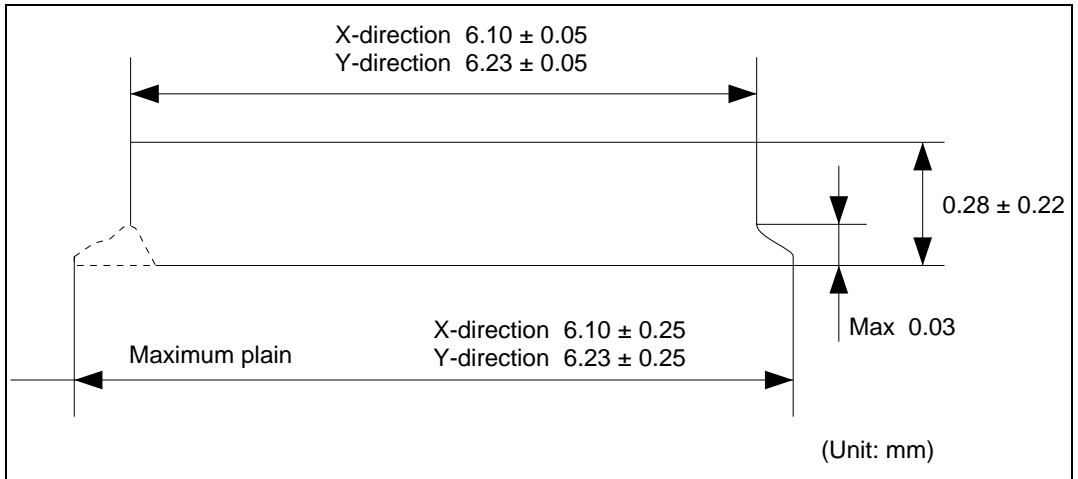 X-direction 6.10 ± 0.05
Y-direction 6.23 ± 0.05
0.28 ± 0.22
Max 0.03
X-direction 6.10 ± 0.25
Y-direction 6.23 ± 0.25
Maximum plain
(Unit: mm)